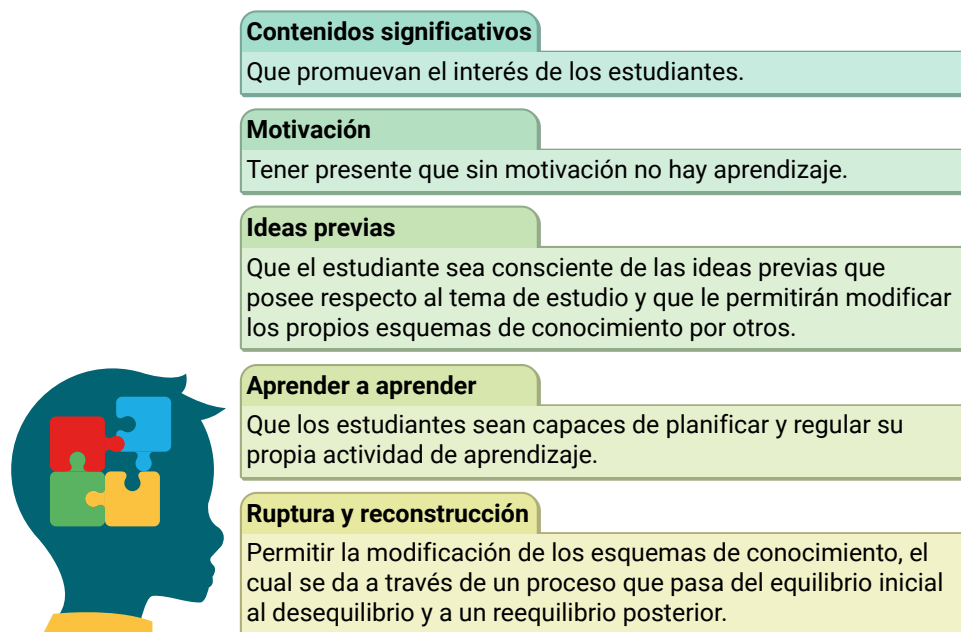 Contenidos significativos
Que promuevan el interés de los estudiantes.
Motivación
Tener presente que sin motivación no hay aprendizaje.
Ideas previas
Que el estudiante sea consciente de las ideas previas que
posee respecto al tema de estudio y que le permitirán modificar
los propios esquemas de conocimiento por otros.
Aprender a aprender
Que los estudiantes sean capaces de planificar y regular su
propia actividad de aprendizaje.
Ruptura y reconstrucción
Permitir la modificación de los esquemas de conocimiento, el
cual se da a través de un proceso que pasa del equilibrio inicial
al desequilibrio y a un reequilibrio posterior.